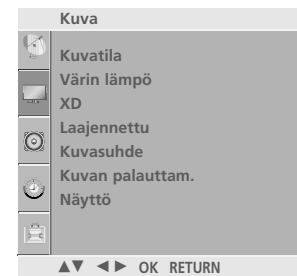 Kuva
Kuvatila
Värin lämpö
XD
Laajennettu
Kuvasuhde
Kuvan palauttam.
Näyttö
▲▼ ◄► OK RETURN